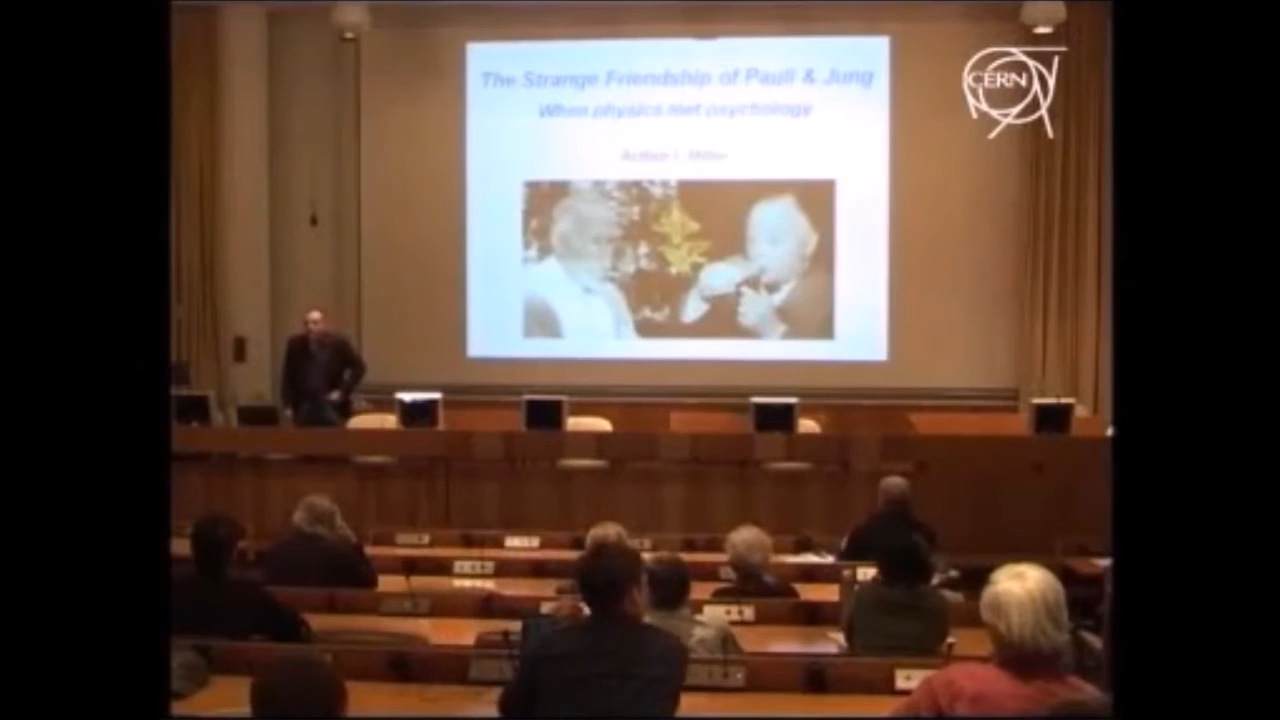 The Strange Friendship of Pauli & Jung
When physics met psychology
Arthur I. Miller
CERN